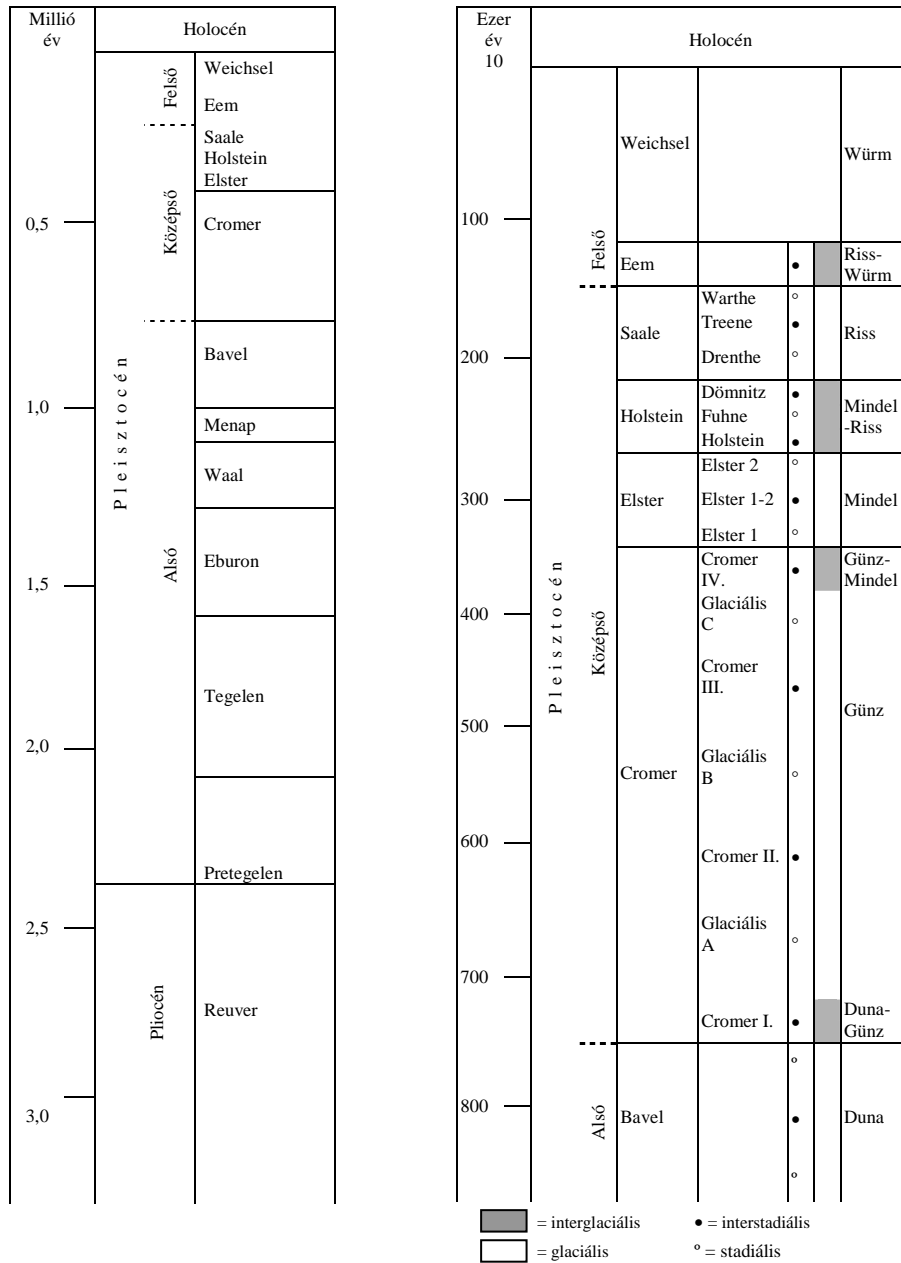 Millió
év
Holocén
Felső
Weichsel
Eem
Középső
Saale
Holstein
Elster
0,5
Cromer
Pleisztocén
Bavel
1,0
Menap
Waal
Alsó
Eburon
1,5
Tegelen
2,0
Pretegelen
2,5
Pliocén
Reuver
3,0
Ezer
év
10
Holocén
Pleisztocén
Felső
Weichsel
Würm
100
Eem
Riss-
Würm
Középső
Saale
Warthe
Treene
Drenthe
Riss
200
Holstein
Dömnitz
Fuhne
Holstein
Mindel
-Riss
Elster
Elster 2
Elster 1-2
Elster 1
Mindel
300
Cromer
IV.
Günz-
Mindel
Glaciális
C
400
Cromer
III.
Günz
500
Cromer
Glaciális
B
600
Cromer II.
Glaciális
A
700
Cromer I.
Duna-
Günz
800
Alsó
Bavel
Duna
= interglaciális
• = interstadiális
= glaciális
º = stadiális